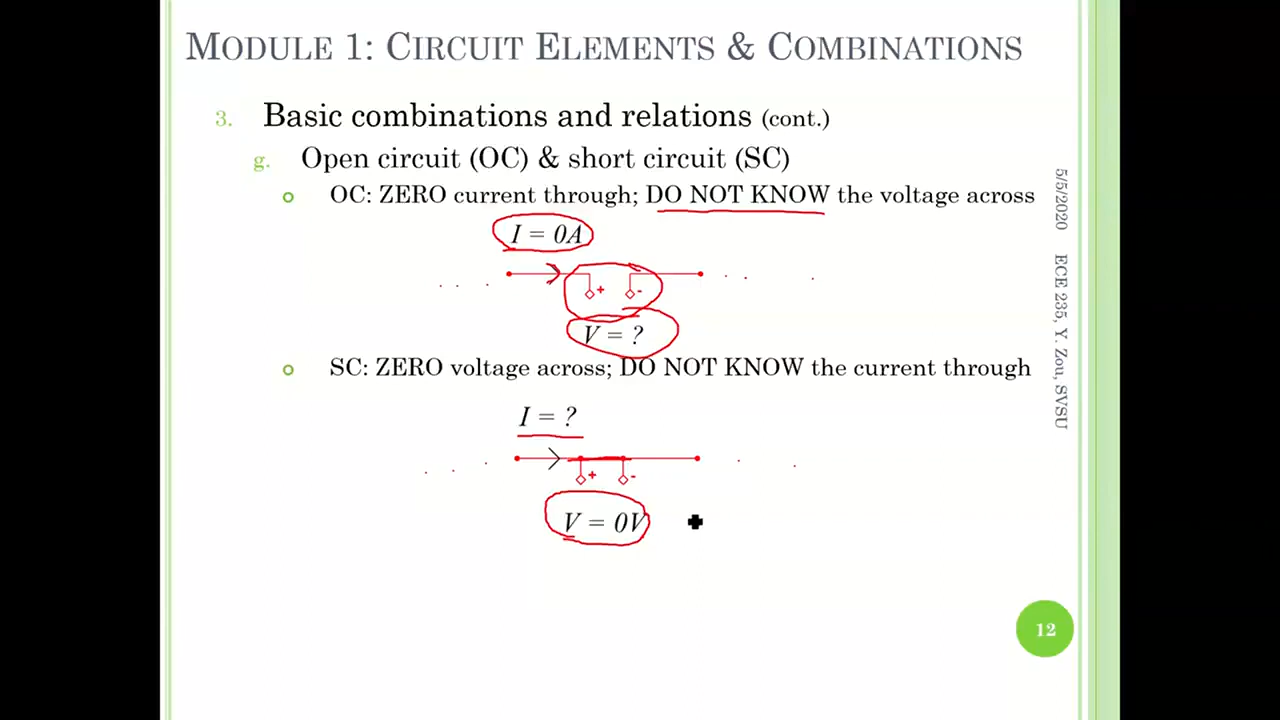 MODULE 1: CIRCUIT ELEMENTS & COMBINATIONS
3. Basic combinations and relations (cont.)
g. Open circuit (OC) & short circuit (SC)
OC: ZERO current through; DO NOT KNOW the voltage across
I = 0A
+ -
V = ?
SC: ZERO voltage across; DO NOT KNOW the current through
I = ?
+ -
V = 0V
5/5/2020 ECE 235, Y. Zou, SVSU
12